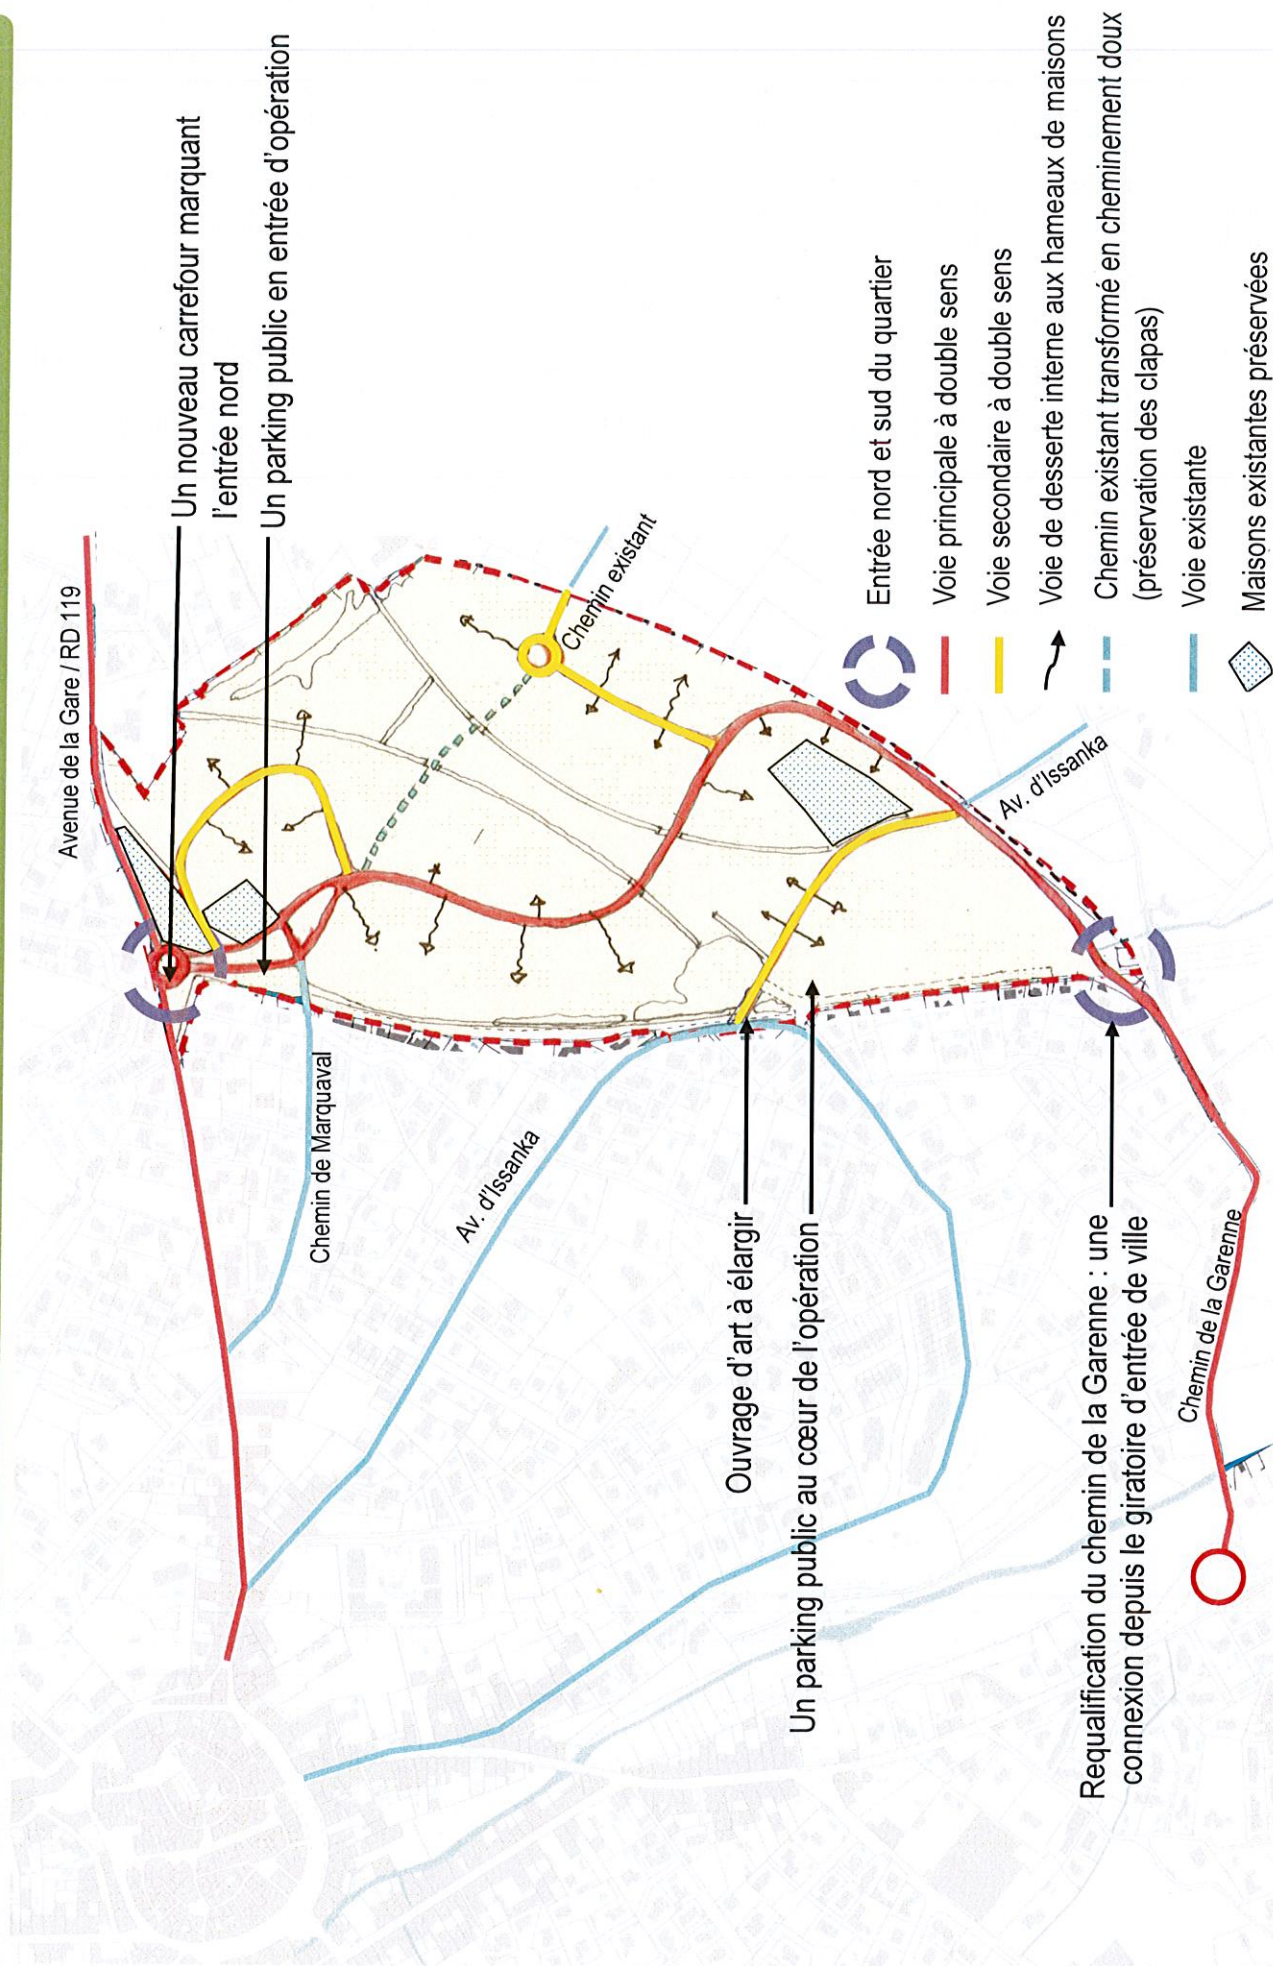 Avenue de la Gare / RD 119
Un nouveau carrefour marquant
l'entrée nord
Un parking public en entrée d'opération
Chemin existant
Chemin de Marquaval
Av. d'Issanka
Av. d'Issanka
Ouvrage d'art à élargir
Un parking public au cœur de l'opération
Requalification du chemin de la Garenne : une
connexion depuis le giratoire d'entrée de ville
Chemin de la Garenne
Entrée nord et sud du quartier
Voie principale à double sens
Voie secondaire à double sens
Voie de desserte interne aux hameaux de maisons
Chemin existant transformé en cheminement doux
(préservation des clapas)
Voie existante
Maisons existantes préservées